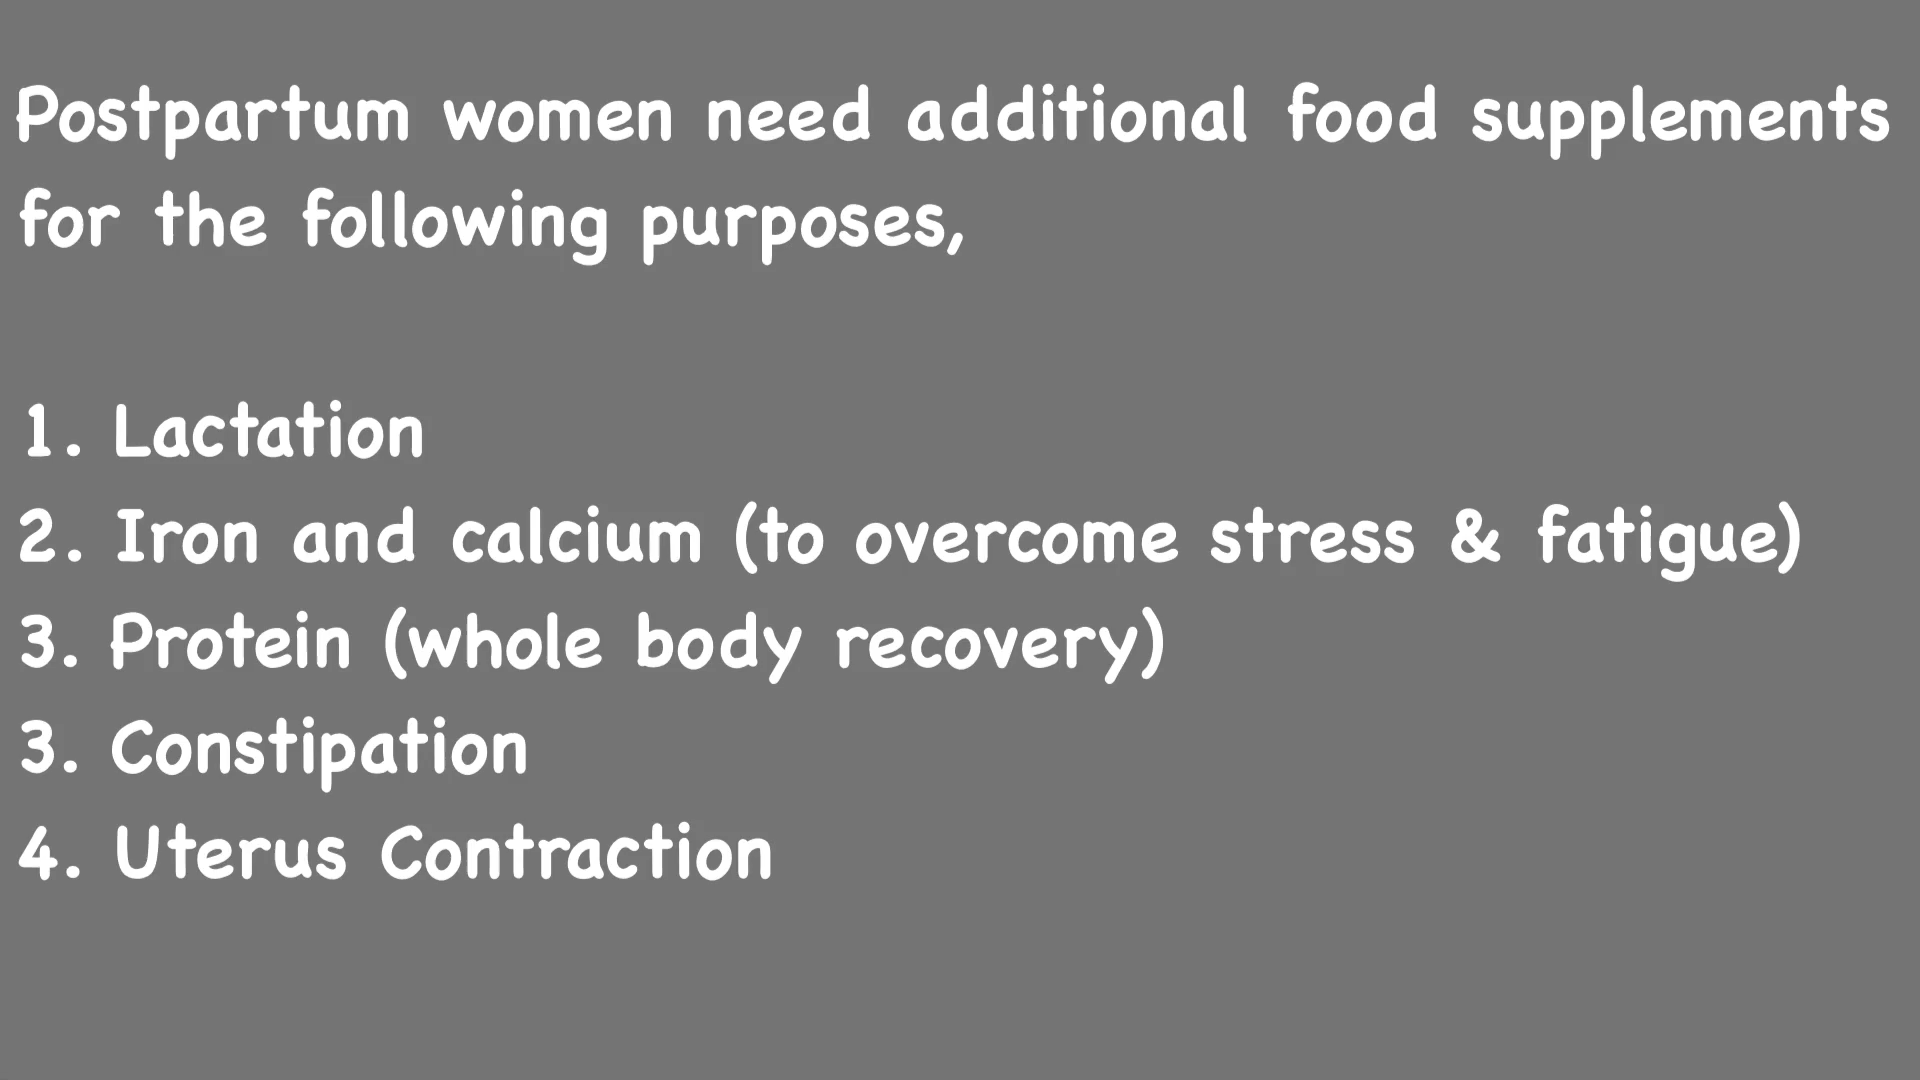 Postpartum women need additional food supplements
for the following purposes,
1. Lactation
2. Iron and calcium (to overcome stress & fatigue)
3. Protein (whole body recovery)
3. Constipation
4. Uterus Contraction